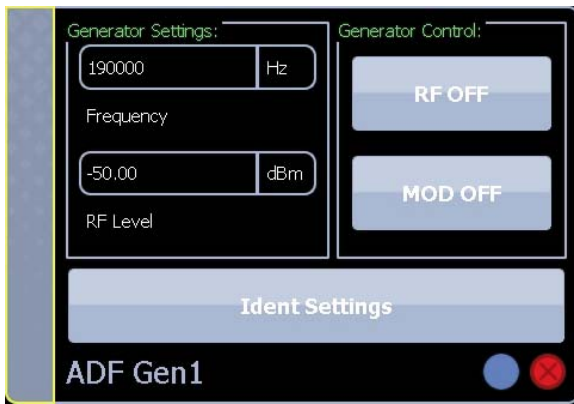 Generator Settings:
190000 Hz
Frequency
-50.00 dBm
RF Level
Generator Control:
RF OFF
MOD OFF
Ident Settings
ADF Gen1